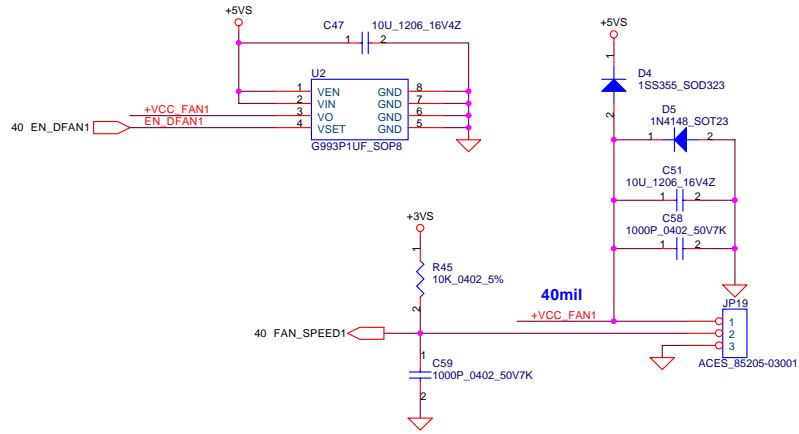 +5VS
C47 10U_1206_16V4Z
1 2
U2
1 VEN GND 8
2 VIN GND 7
+VCC_FAN1 3 VO GND 6
40 EN_DFAN1 EN_DFAN1 4 VSET GND 5
G993P1UF_SOP8
+5VS
1
D4
1SS355_SOD323
2
D5
1 2 1N4148_SOT23
C51
10U_1206_16V4Z
1 2
C58
1000P_0402_50V7K
1 2
+3VS
1
R45
10K_0402_5%
2
40mil
+VCC_FAN1
JP19
1
2
3
ACES_85205-03001
40 FAN_SPEED1
1
C59
1000P_0402_50V7K
2